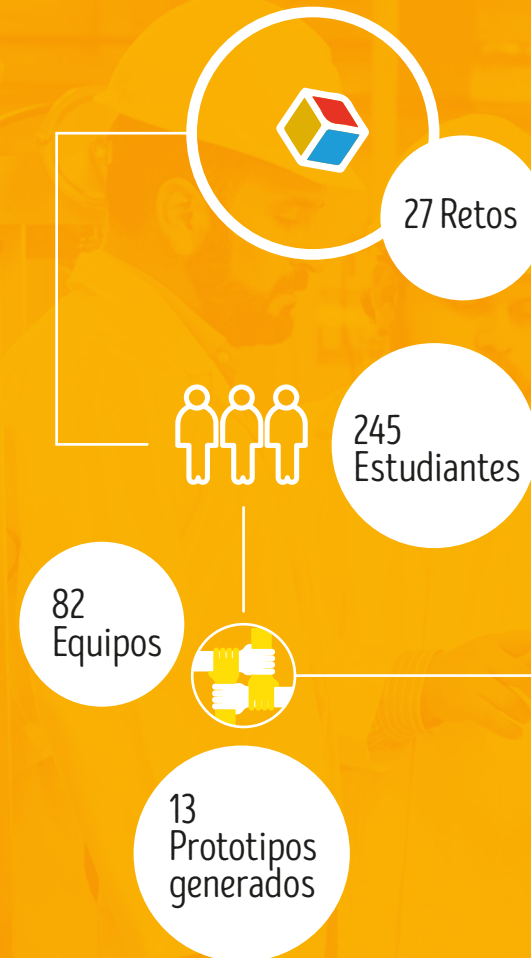 27 Retos
245
Estudiantes
82
Equipos
13
Prototipos
generados